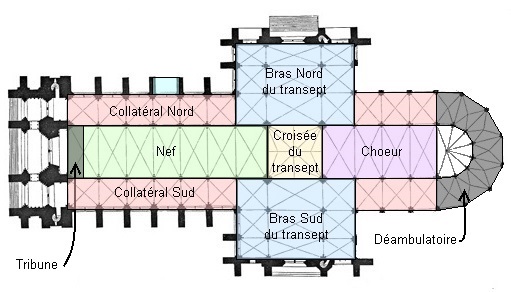 Bras Nord
du transept
Collatéral Nord
Nef
Croisée
du
transept
Choeur
Collatéral Sud
Bras Sud
du transept
Déambulatoire
Tribune